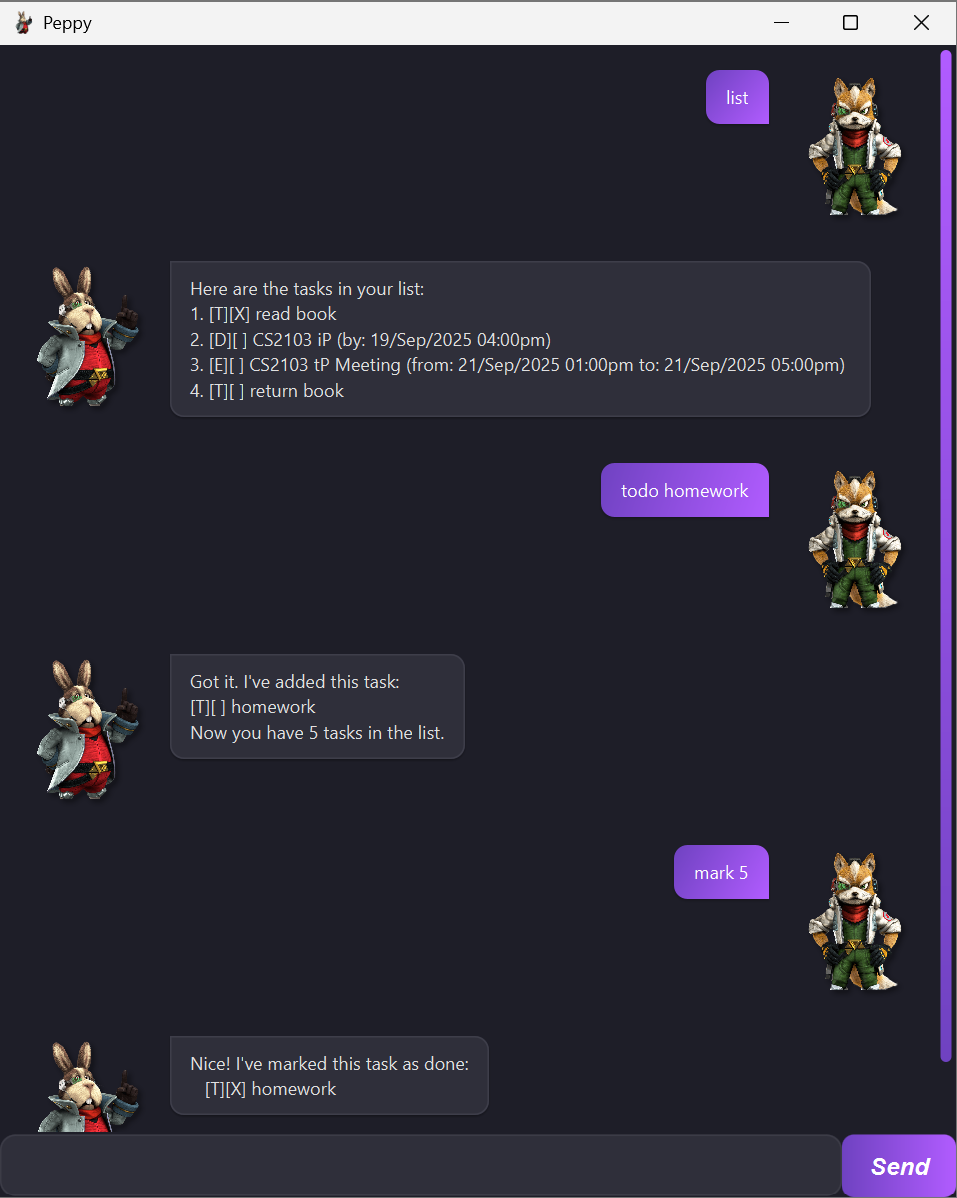 Peppy
list
Here are the tasks in your list:
1. [T][X] read book
2. [D][ ] CS2103 iP (by: 19/Sep/2025 04:00pm)
3. [E][ ] CS2103 tP Meeting (from: 21/Sep/2025 01:00pm to: 21/Sep/2025 05:00pm)
4. [T][ ] return book
todo homework
Got it. I've added this task:
[T][ ] homework
Now you have 5 tasks in the list.
mark 5
Nice! I've marked this task as done:
[T][X] homework
Send